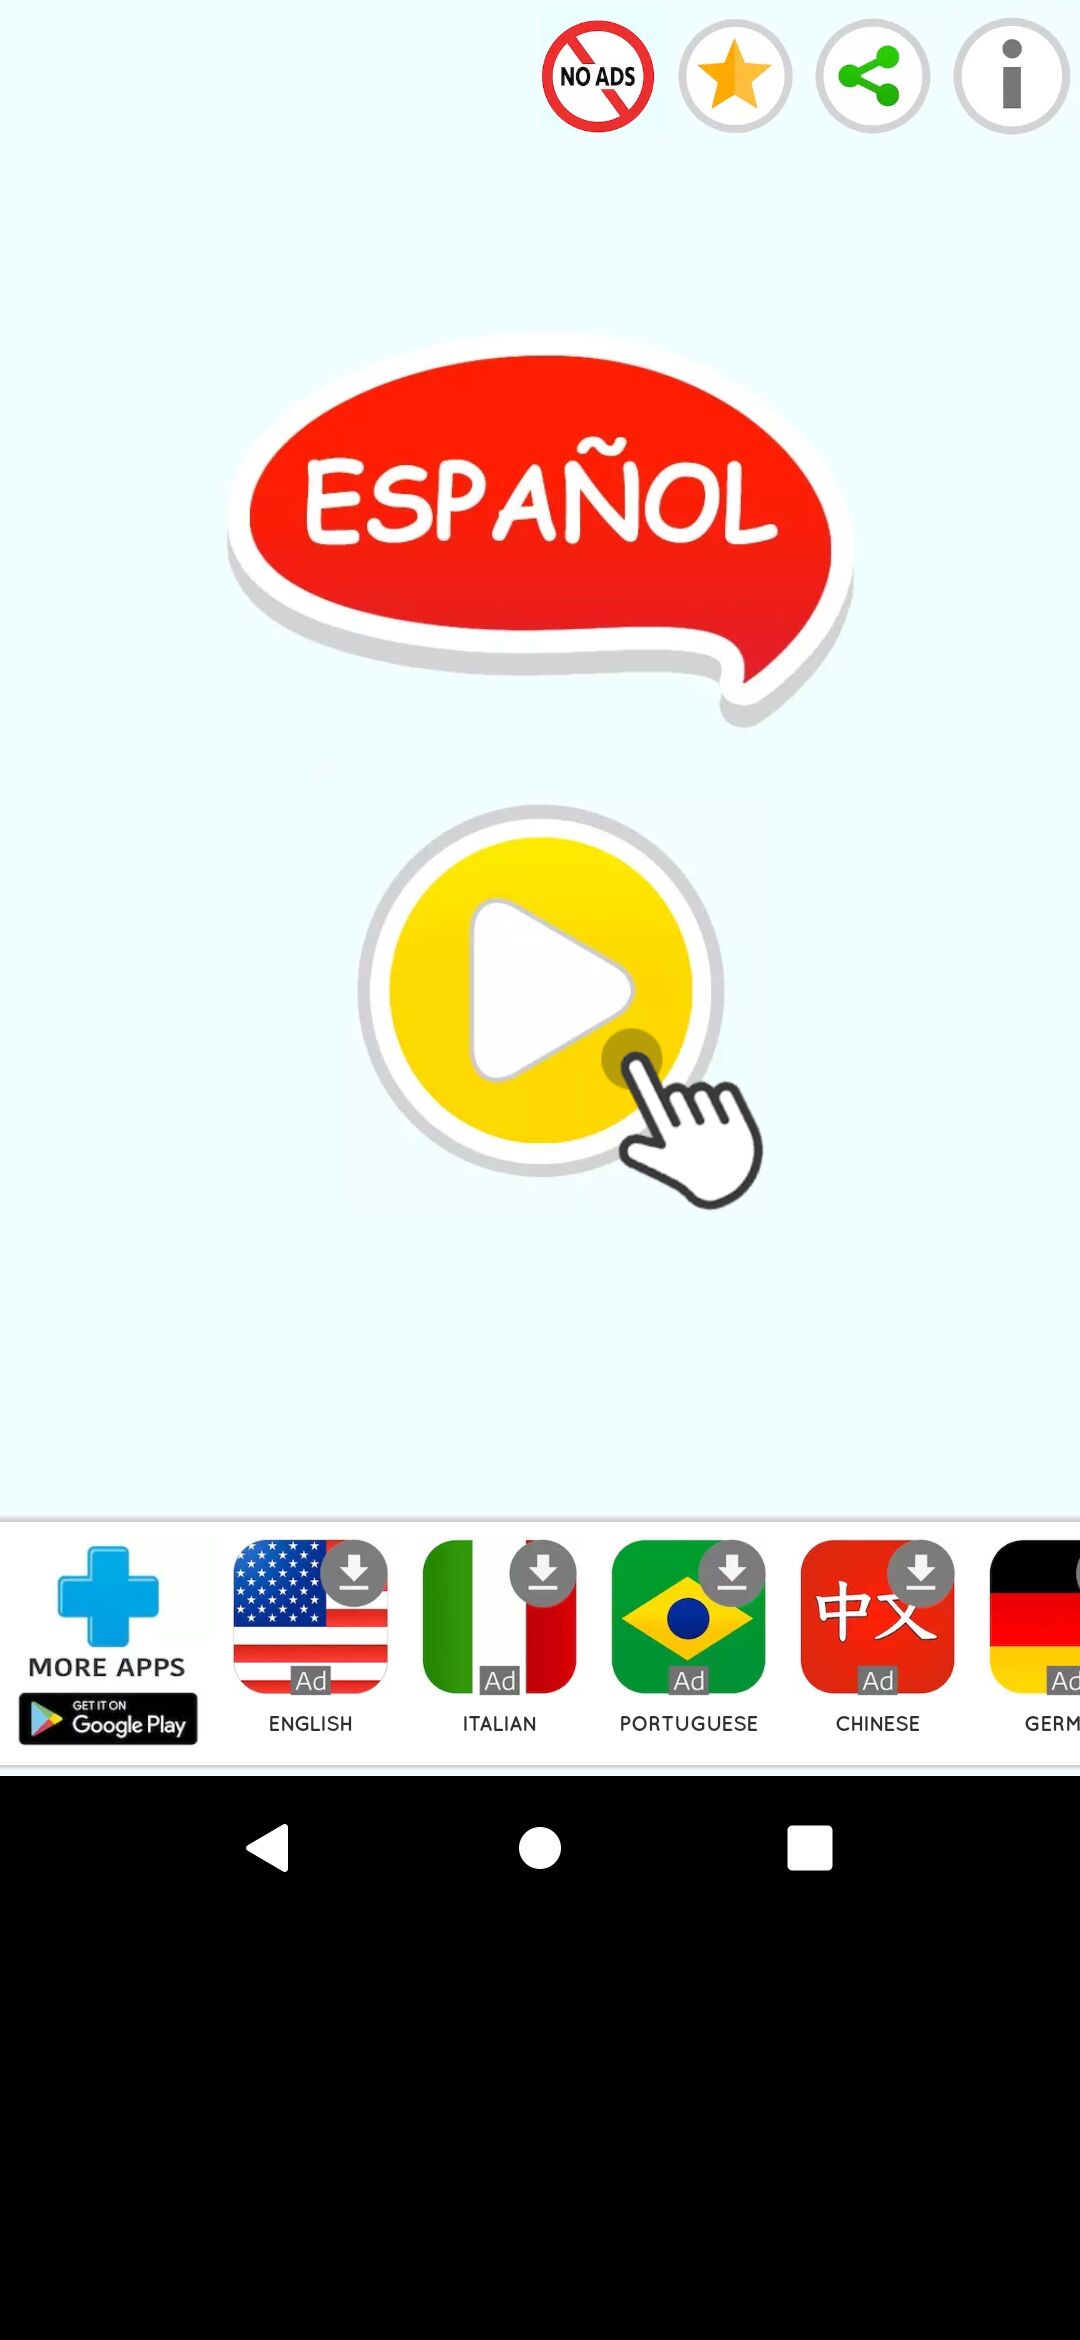 NO ADS
ESPAÑOL
MORE APPS
GET IT ON
Google Play
Ad
ENGLISH
Ad
ITALIAN
Ad
PORTUGUESE
中文
Ad
CHINESE
Ad
GERM